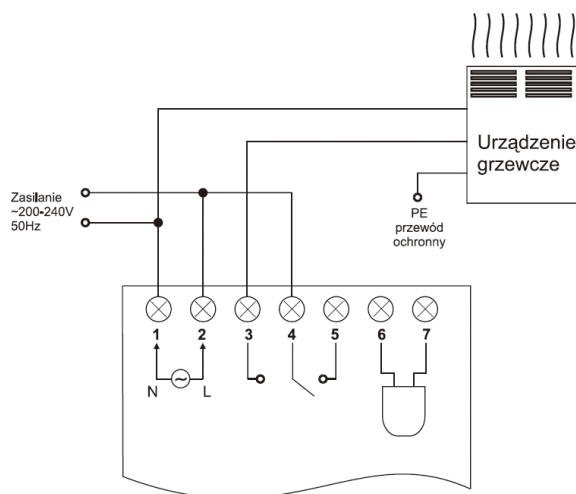 Urządzenie
grzewcze
Zasilanie
~200-240V
50Hz
PE
przewód
ochronny
1 2 3 4 5 6 7
N ~ L